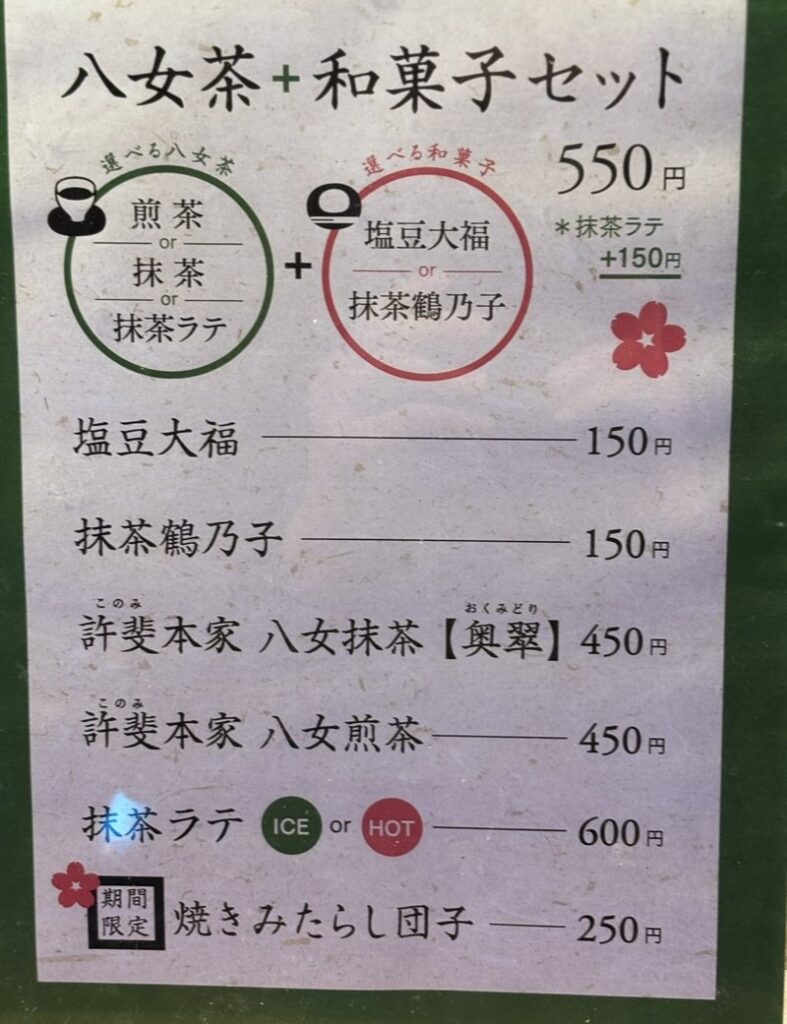 八女茶+和菓子セット
選べる八女茶
煎茶
or
抹茶
or
抹茶ラテ
+
選べる和菓子
塩豆大福
or
抹茶鶴乃子
550円
*抹茶ラテ
+150円
塩豆大福 150円
抹茶鶴乃子 150円
このみ おくみどり
許斐本家 八女抹茶【奥翠】 450円
このみ
許斐本家 八女煎茶 450円
抹茶ラテ ICE or HOT 600円
期間
限定
焼きみたらし団子 250円